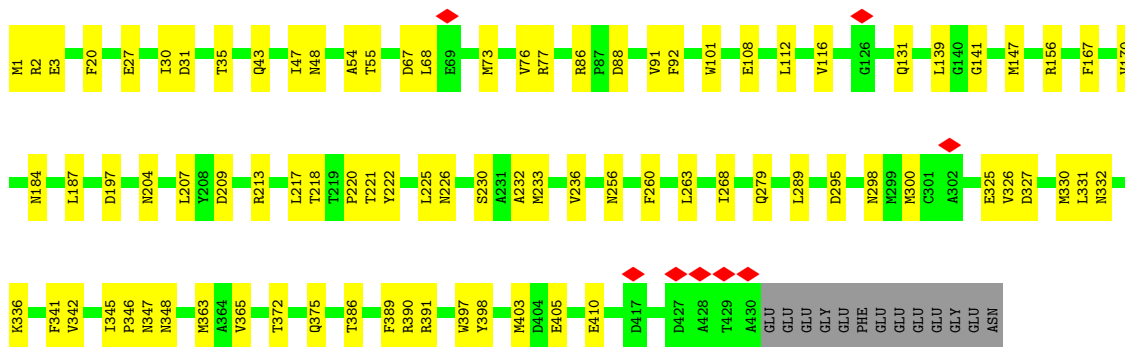 M1 R2 E3 F20 E27 I30 D31 T35 Q43 I47 N48 A54 T55 D67 L68 E69 M73 V76 R77 R86 P87 D88 V91 F92 W101 E108 L112 V116 G126 Q131 L139 G140 G141 M147 R156 F167
N184 L187 D197 N204 L207 Y208 D209 R213 L217 T218 T219 P220 T221 Y222 L225 N226 S230 A231 A232 M233 V236 N256 F260 L263 I268 Q279 L289 D295 N298 M299 M300 C301 A302 E325 V326 D327 M330 L331 N332
K336 F341 V342 I345 P346 N347 N348 M363 A364 V365 T372 Q375 T386 F389 R390 R391 W397 Y398 M403 D404 E405 E410 D417 D427 A428 T429 A430 GLU GLU GLU GLY GLU PHE GLU GLU GLU GLU GLY GLU ASN